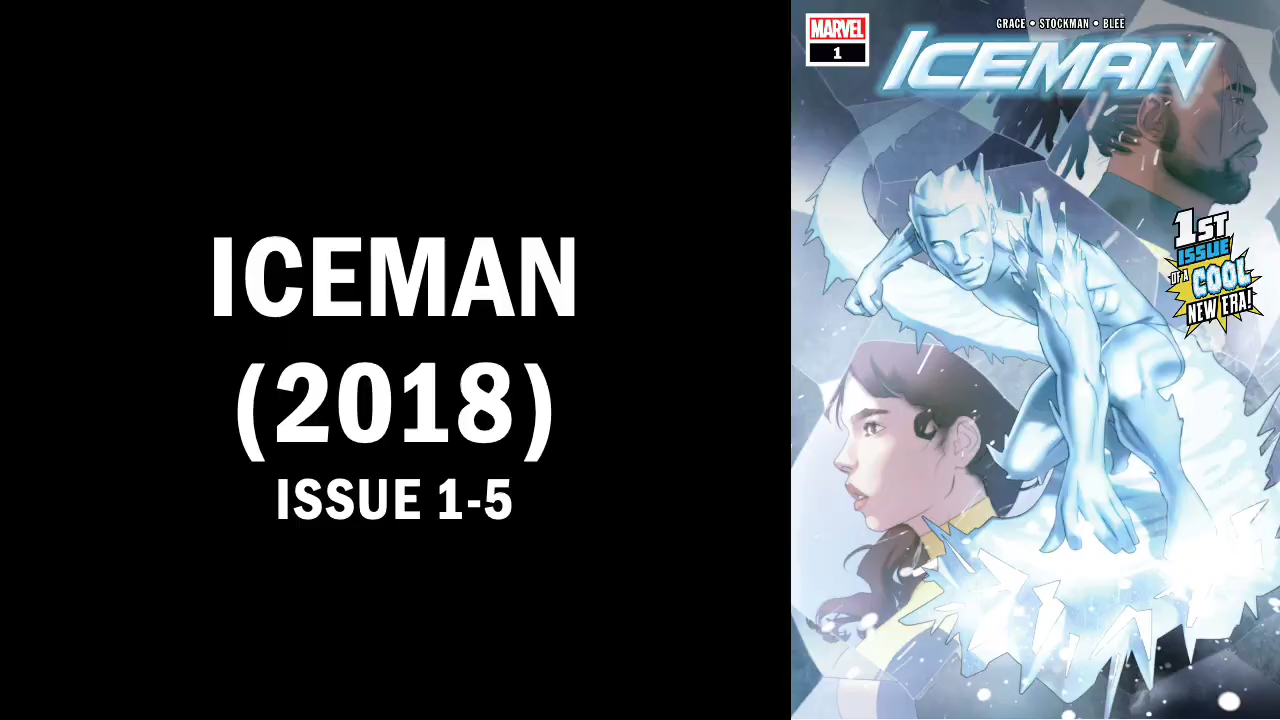 ICEMAN
(2018)
ISSUE 1-5
GRACE • STOCKMAN • BLEE
MARVEL
1
ICEMAN
1ST
ISSUE
OF A COOL
NEW ERA!